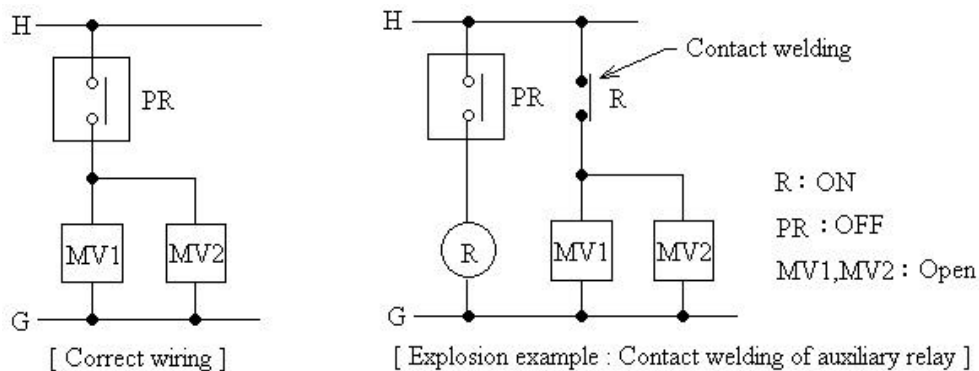 H
PR
MV1
MV2
G
[ Correct wiring ]
H
Contact welding
PR
R
R
MV1
MV2
G
R : ON
PR : OFF
MV1,MV2 : Open
[ Explosion example : Contact welding of auxiliary relay ]